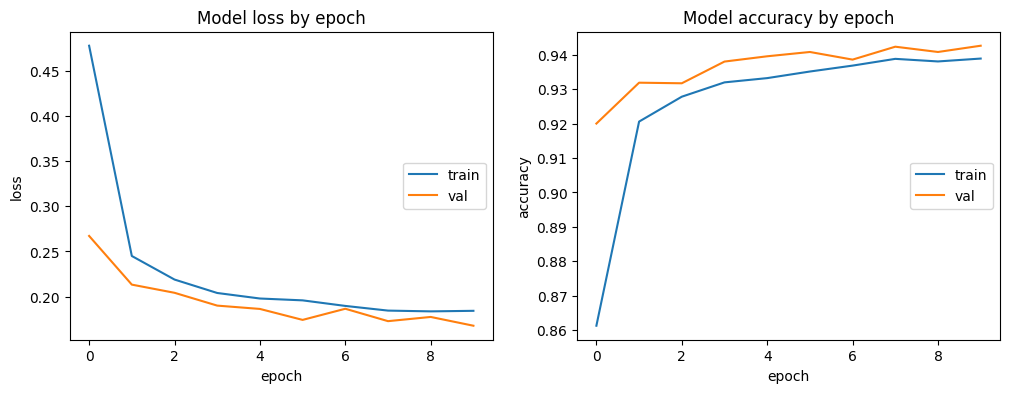 Model loss by epoch
loss
0.45
0.40
0.35
0.30
0.25
0.20
0
2
4
6
8
epoch
train
val
Model accuracy by epoch
accuracy
0.94
0.93
0.92
0.91
0.90
0.89
0.88
0.87
0.86
0
2
4
6
8
epoch
train
val